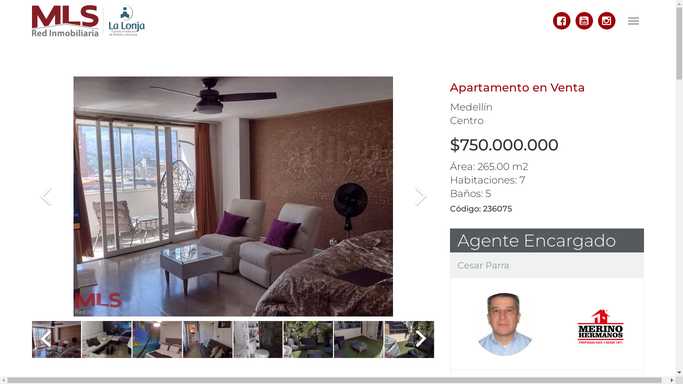 MLS
Red Inmobiliaria
La Lonja
Apartamento en Venta
Medellín
Centro
$750.000.000
Área: 265.00 m2
Habitaciones: 7
Baños: 5
Código: 236075
Agente Encargado
Cesar Parra
MERINO
HERMANOS
MLS